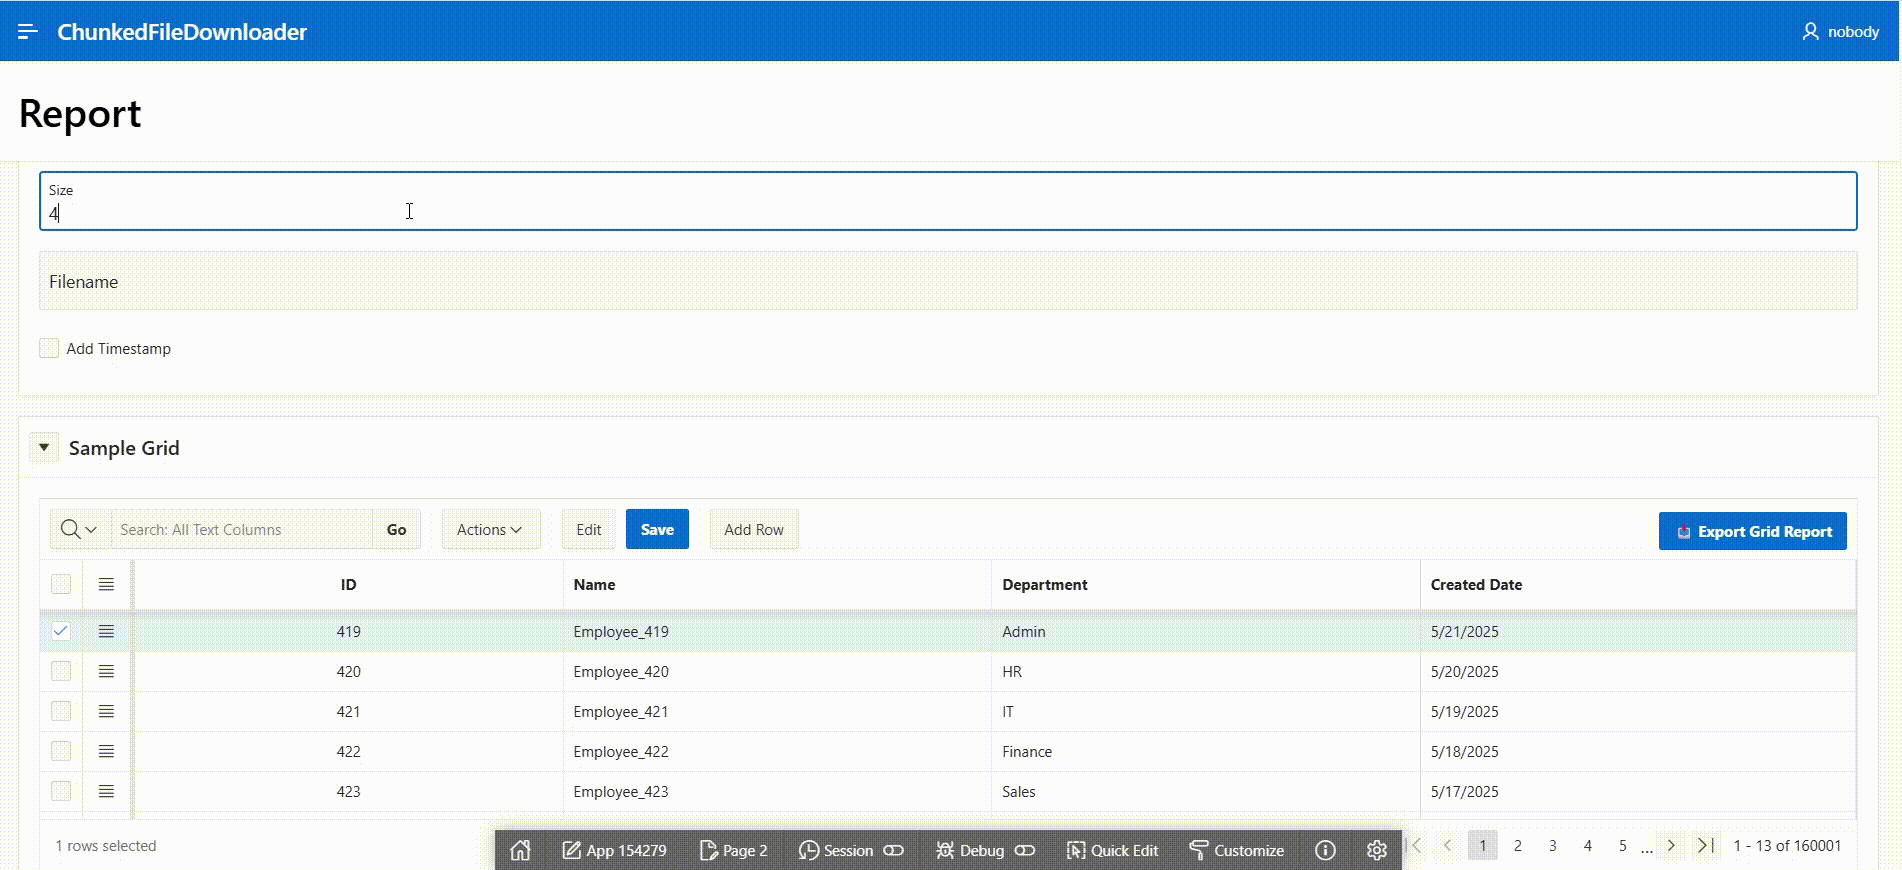 ChunkedFileDownloader nobody
Report
Size
4
Filename
Add Timestamp
Sample Grid
Search: All Text Columns Go Actions Edit Save Add Row Export Grid Report
ID Name Department Created Date
419 Employee_419 Admin 5/21/2025
420 Employee_420 HR 5/20/2025
421 Employee_421 IT 5/19/2025
422 Employee_422 Finance 5/18/2025
423 Employee_423 Sales 5/17/2025
1 rows selected App 154279 Page 2 Session Debug Quick Edit Customize 1 2 3 4 5 ... 1 - 13 of 160001